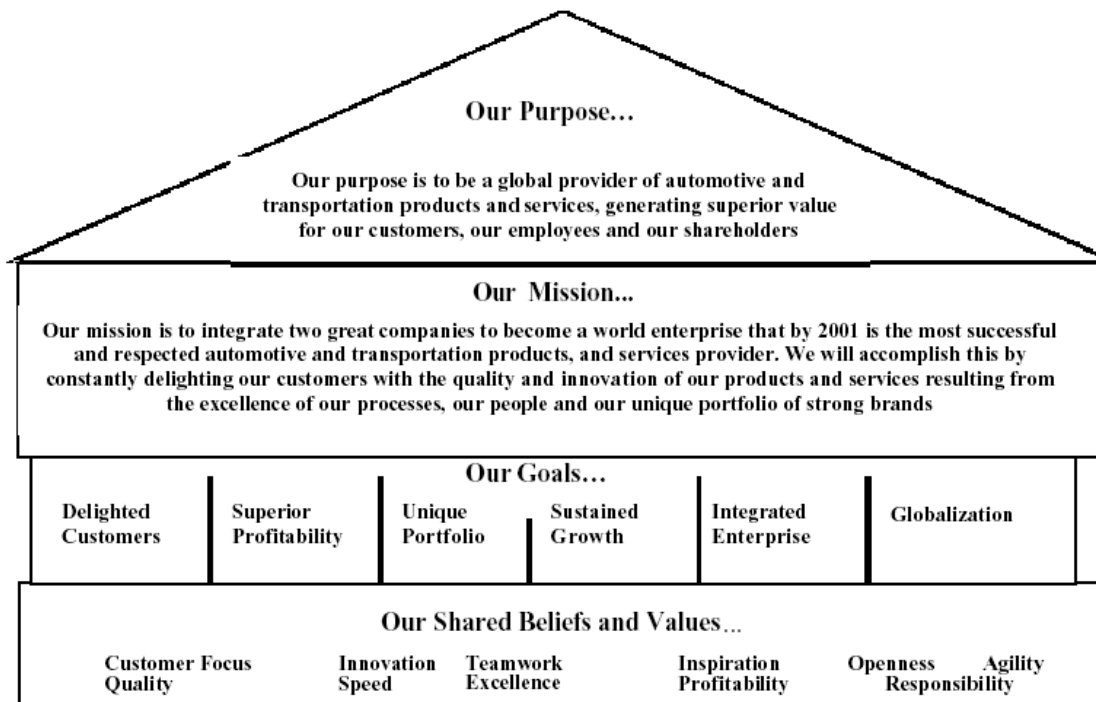 Our Purpose...
Our purpose is to be a global provider of automotive and
transportation products and services, generating superior value
for our customers, our employees and our shareholders
Our Mission...
Our mission is to integrate two great companies to become a world enterprise that by 2001 is the most successful
and respected automotive and transportation products, and services provider. We will accomplish this by
constantly delighting our customers with the quality and innovation of our products and services resulting from
the excellence of our processes, our people and our unique portfolio of strong brands
Our Goals...
Delighted
Customers
Superior
Profitability
Unique
Portfolio
Sustained
Growth
Integrated
Enterprise
Globalization
Our Shared Beliefs and Values...
Customer Focus Innovation Teamwork Inspiration Openness Agility
Quality Speed Excellence Profitability Responsibility